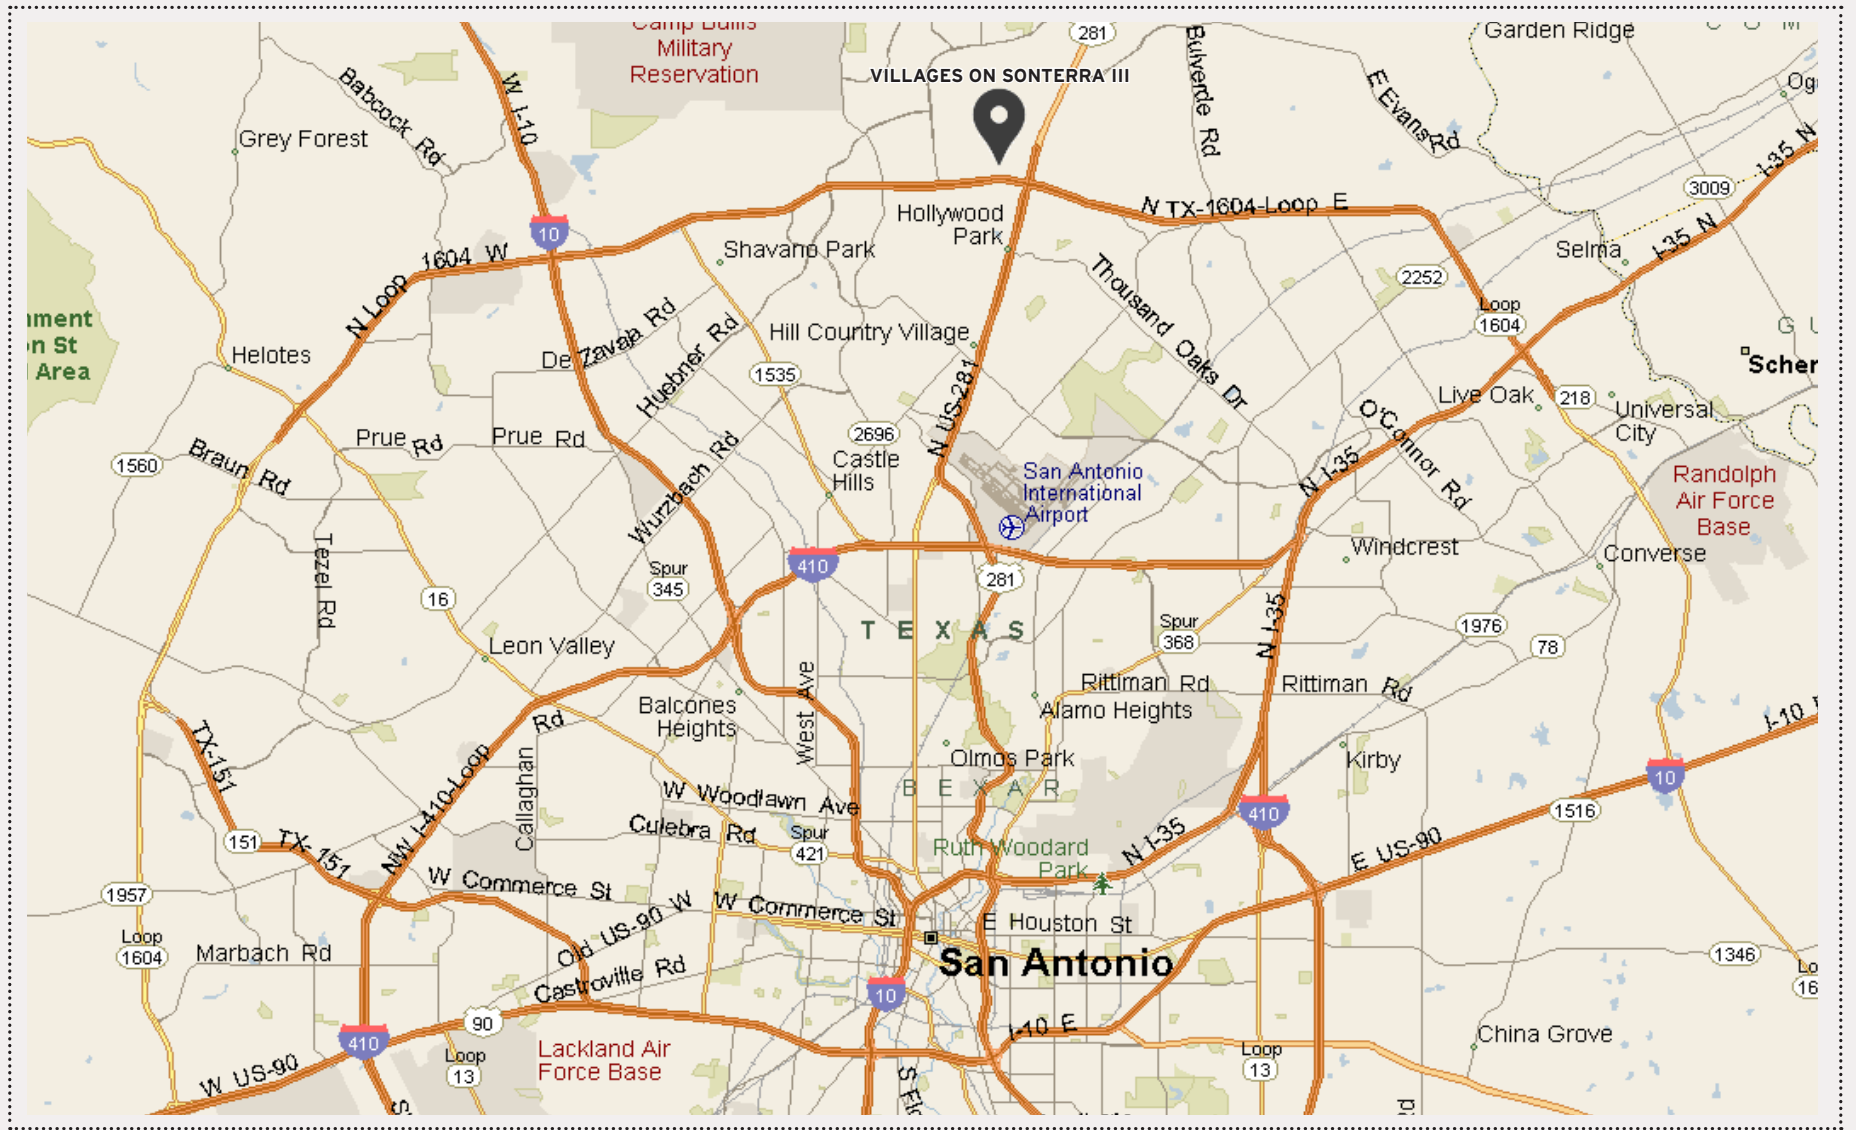 Camp Bullis
Military
Reservation
281
VILLAGES ON SONTERRA III
Garden Ridge
C O M
W I-10
Babcock Rd
Bulverde Rd
E Evans Rd
Grey Forest
I-35 N
3009
Hollywood
Park
N TX-1604-Loop E
10
1604 W
Shavano Park
Selma
I-35 N
2252
N Loop
Thousand Oaks Dr
Loop
1604
G U
De Zavala Rd
Huebner Rd
Hill Country Village
Helotes
1535
N US-281
Live Oak
218
Universal
City
O'Connor Rd
Prue Rd
Prue Rd
2696
Castle
Hills
1560
Braun Rd
Wurzbach Rd
San Antonio
International
Airport
N I-35
Randolph
Air Force
Base
Windcrest
Converse
410
281
Spur
345
Tezel Rd
16
TEXAS
Spur
368
N I-35
1976
78
Leon Valley
Rittiman Rd
Rittiman Rd
Balcones
Heights
West Ave
Alamo Heights
TX-151
Callaghan Rd
NW I-410-Loop
Olmos Park
Kirby
BEXAR
I-10
10
W Woodlawn Ave
Culebra Rd
Spur
421
410
1516
151
TX-151
Ruth Woodard
Park
N I-35
E US-90
1957
W Commerce St
W Commerce St
E Houston St
Old US-90 W
Loop
1604
Marbach Rd
San Antonio
1346
Castroville Rd
10
90
I-10 E
China Grove
410
Loop
13
Lackland Air
Force Base
Loop
13
W US-90